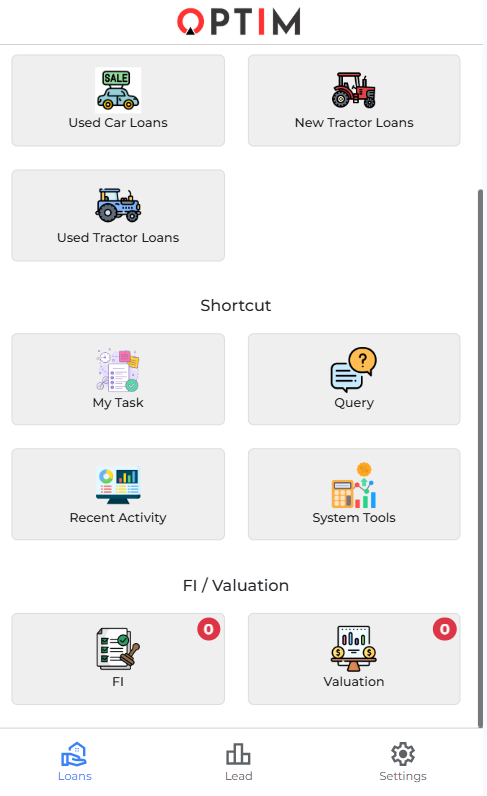 OPTIM
SALE
Used Car Loans
New Tractor Loans
Used Tractor Loans
Shortcut
My Task
?
Query
Recent Activity
System Tools
FI / Valuation
0
FI
0
$ $
Valuation
Loans
Lead
Settings